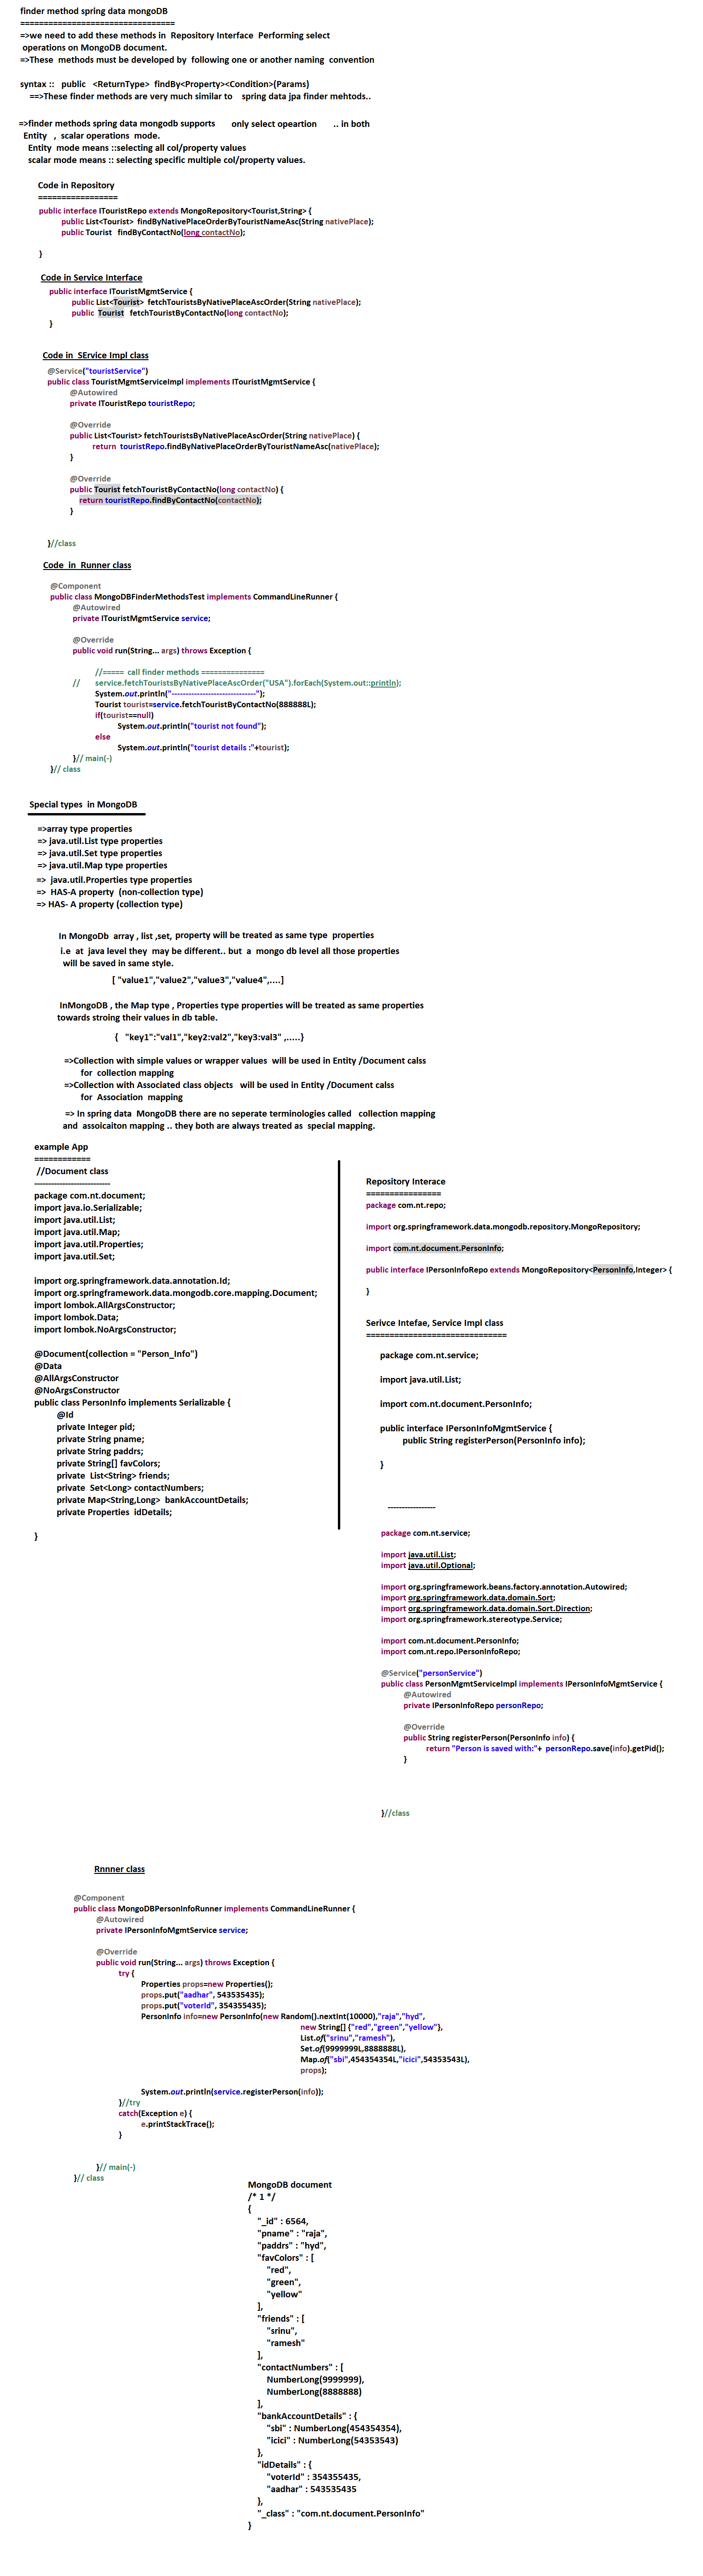 finder method spring data mongoDB
=================================
=>we need to add these methods in Repository Interface Performing select
operations on MongoDB document.
=>These methods must be developed by following one or another naming convention
syntax :: public <ReturnType> findBy<Property><Condition>(Params)
==>These finder methods are very much similar to spring data jpa finder mehtods..
=>finder methods spring data mongodb supports only select opeartion .. in both
Entity , scalar operations mode.
Entity mode means ::selecting all col/property values
scalar mode means :: selecting specific multiple col/property values.
Code in Repository
=================
public interface ITouristRepo extends MongoRepository<Tourist,String> {
public List<Tourist> findByNativePlaceOrderByTouristNameAsc(String nativePlace);
public Tourist findByContactNo(long contactNo);
}
Code in Service Interface
public interface ITouristMgmtService {
public List<Tourist> fetchTouristsByNativePlaceAscOrder(String nativePlace);
public Tourist fetchTouristByContactNo(long contactNo);
}
Code in SErvice Impl class
@Service("touristService")
public class TouristMgmtServiceImpl implements ITouristMgmtService {
@Autowired
private ITouristRepo touristRepo;
@Override
public List<Tourist> fetchTouristsByNativePlaceAscOrder(String nativePlace) {
return touristRepo.findByNativePlaceOrderByTouristNameAsc(nativePlace);
}
@Override
public Tourist fetchTouristByContactNo(long contactNo) {
return touristRepo.findByContactNo(contactNo);
}
}//class
Code in Runner class
@Component
public class MongoDBFinderMethodsTest implements CommandLineRunner {
@Autowired
private ITouristMgmtService service;
@Override
public void run(String... args) throws Exception {
//===== call finder methods ===============
// service.fetchTouristsByNativePlaceAscOrder("USA").forEach(System.out::println);
System.out.println("------------------------------");
Tourist tourist=service.fetchTouristByContactNo(888888L);
if(tourist==null)
System.out.println("tourist not found");
else
System.out.println("tourist details :"+tourist);
}// main(-)
}// class
Special types in MongoDB
=>array type properties
=> java.util.List type properties
=> java.util.Set type properties
=> java.util.Map type properties
=> java.util.Properties type properties
=> HAS-A property (non-collection type)
=> HAS- A property (collection type)
In MongoDb array , list ,set, property will be treated as same type properties
i.e at java level they may be different.. but a mongo db level all those properties
will be saved in same style.
[ "value1","value2","value3","value4",....]
InMongoDB , the Map type , Properties type properties will be treated as same properties
towards stroing their values in db table.
{ "key1":"val1","key2:val2","key3:val3" ,.....}
=>Collection with simple values or wrapper values will be used in Entity /Document calss
for collection mapping
=>Collection with Associated class objects will be used in Entity /Document calss
for Association mapping
=> In spring data MongoDB there are no seperate terminologies called collection mapping
and assoicaiton mapping .. they both are always treated as special mapping.
example App
============
//Document class
---------------------------
package com.nt.document;
import java.io.Serializable;
import java.util.List;
import java.util.Map;
import java.util.Properties;
import java.util.Set;
import org.springframework.data.annotation.Id;
import org.springframework.data.mongodb.core.mapping.Document;
import lombok.AllArgsConstructor;
import lombok.Data;
import lombok.NoArgsConstructor;
@Document(collection = "Person_Info")
@Data
@AllArgsConstructor
@NoArgsConstructor
public class PersonInfo implements Serializable {
@Id
private Integer pid;
private String pname;
private String paddrs;
private String[] favColors;
private List<String> friends;
private Set<Long> contactNumbers;
private Map<String,Long> bankAccountDetails;
private Properties idDetails;
}
Repository Interace
================
package com.nt.repo;
import org.springframework.data.mongodb.repository.MongoRepository;
import com.nt.document.PersonInfo;
public interface IPersonInfoRepo extends MongoRepository<PersonInfo,Integer> {
}
Serivce Intefae, Service Impl class
==============================
package com.nt.service;
import java.util.List;
import com.nt.document.PersonInfo;
public interface IPersonInfoMgmtService {
public String registerPerson(PersonInfo info);
}
-----------------
package com.nt.service;
import java.util.List;
import java.util.Optional;
import org.springframework.beans.factory.annotation.Autowired;
import org.springframework.data.domain.Sort;
import org.springframework.data.domain.Sort.Direction;
import org.springframework.stereotype.Service;
import com.nt.document.PersonInfo;
import com.nt.repo.IPersonInfoRepo;
@Service("personService")
public class PersonMgmtServiceImpl implements IPersonInfoMgmtService {
@Autowired
private IPersonInfoRepo personRepo;
@Override
public String registerPerson(PersonInfo info) {
return "Person is saved with:"+ personRepo.save(info).getPid();
}
}//class
Rnnner class
@Component
public class MongoDBPersonInfoRunner implements CommandLineRunner {
@Autowired
private IPersonInfoMgmtService service;
@Override
public void run(String... args) throws Exception {
try {
Properties props=new Properties();
props.put("aadhar", 543535435);
props.put("voterId", 354355435);
PersonInfo info=new PersonInfo(new Random().nextInt(10000),"raja","hyd",
new String[] {"red","green","yellow"},
List.of("srinu","ramesh"),
Set.of(9999999L,8888888L),
Map.of("sbi",454354354L,"icici",54353543L),
props);
System.out.println(service.registerPerson(info));
}//try
catch(Exception e) {
e.printStackTrace();
}
}// main(-)
}// class
MongoDB document
/* 1 */
{
"_id" : 6564,
"pname" : "raja",
"paddrs" : "hyd",
"favColors" : [
"red",
"green",
"yellow"
],
"friends" : [
"srinu",
"ramesh"
],
"contactNumbers" : [
NumberLong(9999999),
NumberLong(8888888)
],
"bankAccountDetails" : {
"sbi" : NumberLong(454354354),
"icici" : NumberLong(54353543)
},
"idDetails" : {
"voterId" : 354355435,
"aadhar" : 543535435
},
"_class" : "com.nt.document.PersonInfo"
}